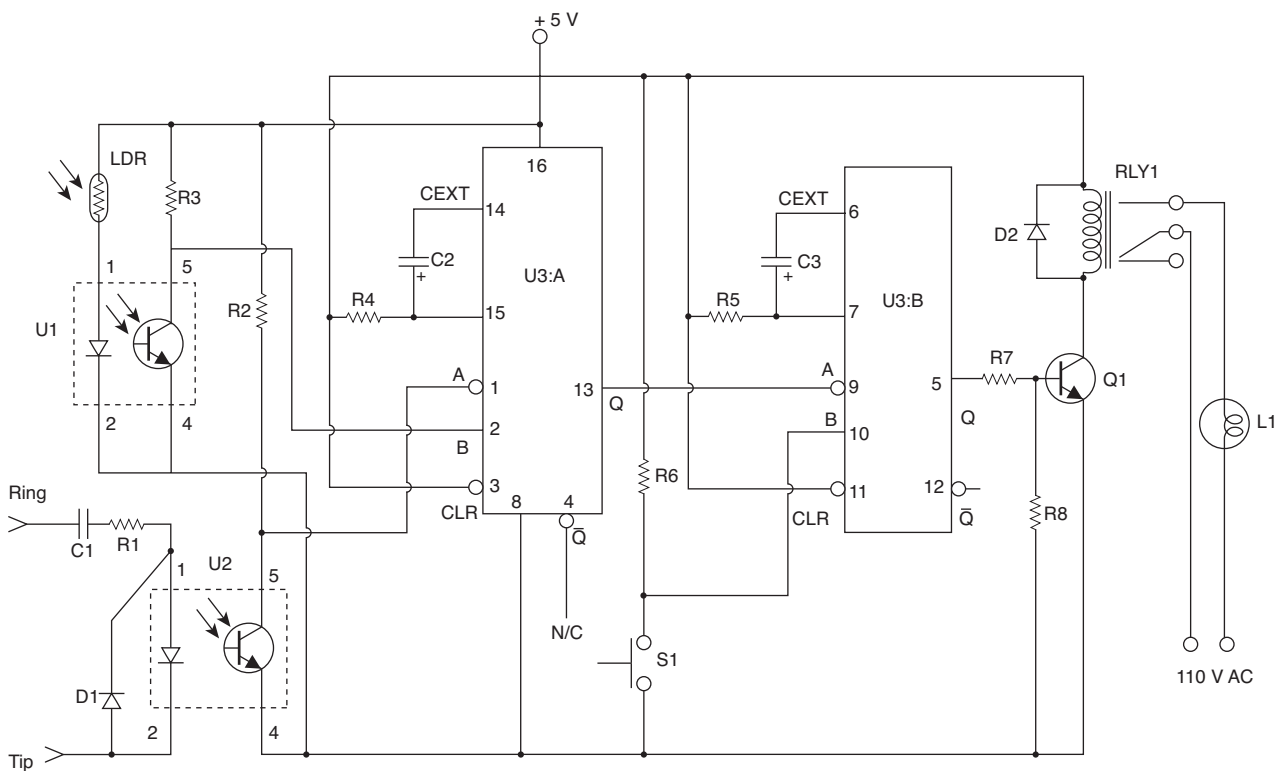 + 5 V
LDR
R3
16
RLY1
CEXT
14
CEXT
6
D2
C2
+
U3:A
C3
+
U3:B
1
5
R2
R4
15
R5
7
U1
A
1
13
Q
A
9
5
Q
R7
Q1
2
4
2
B
B
10
L1
3
CLR
8
4
Q̅
R6
11
CLR
12
Q̅
R8
Ring
C1
R1
U2
1
5
N/C
S1
110 V AC
D1
2
4
Tip